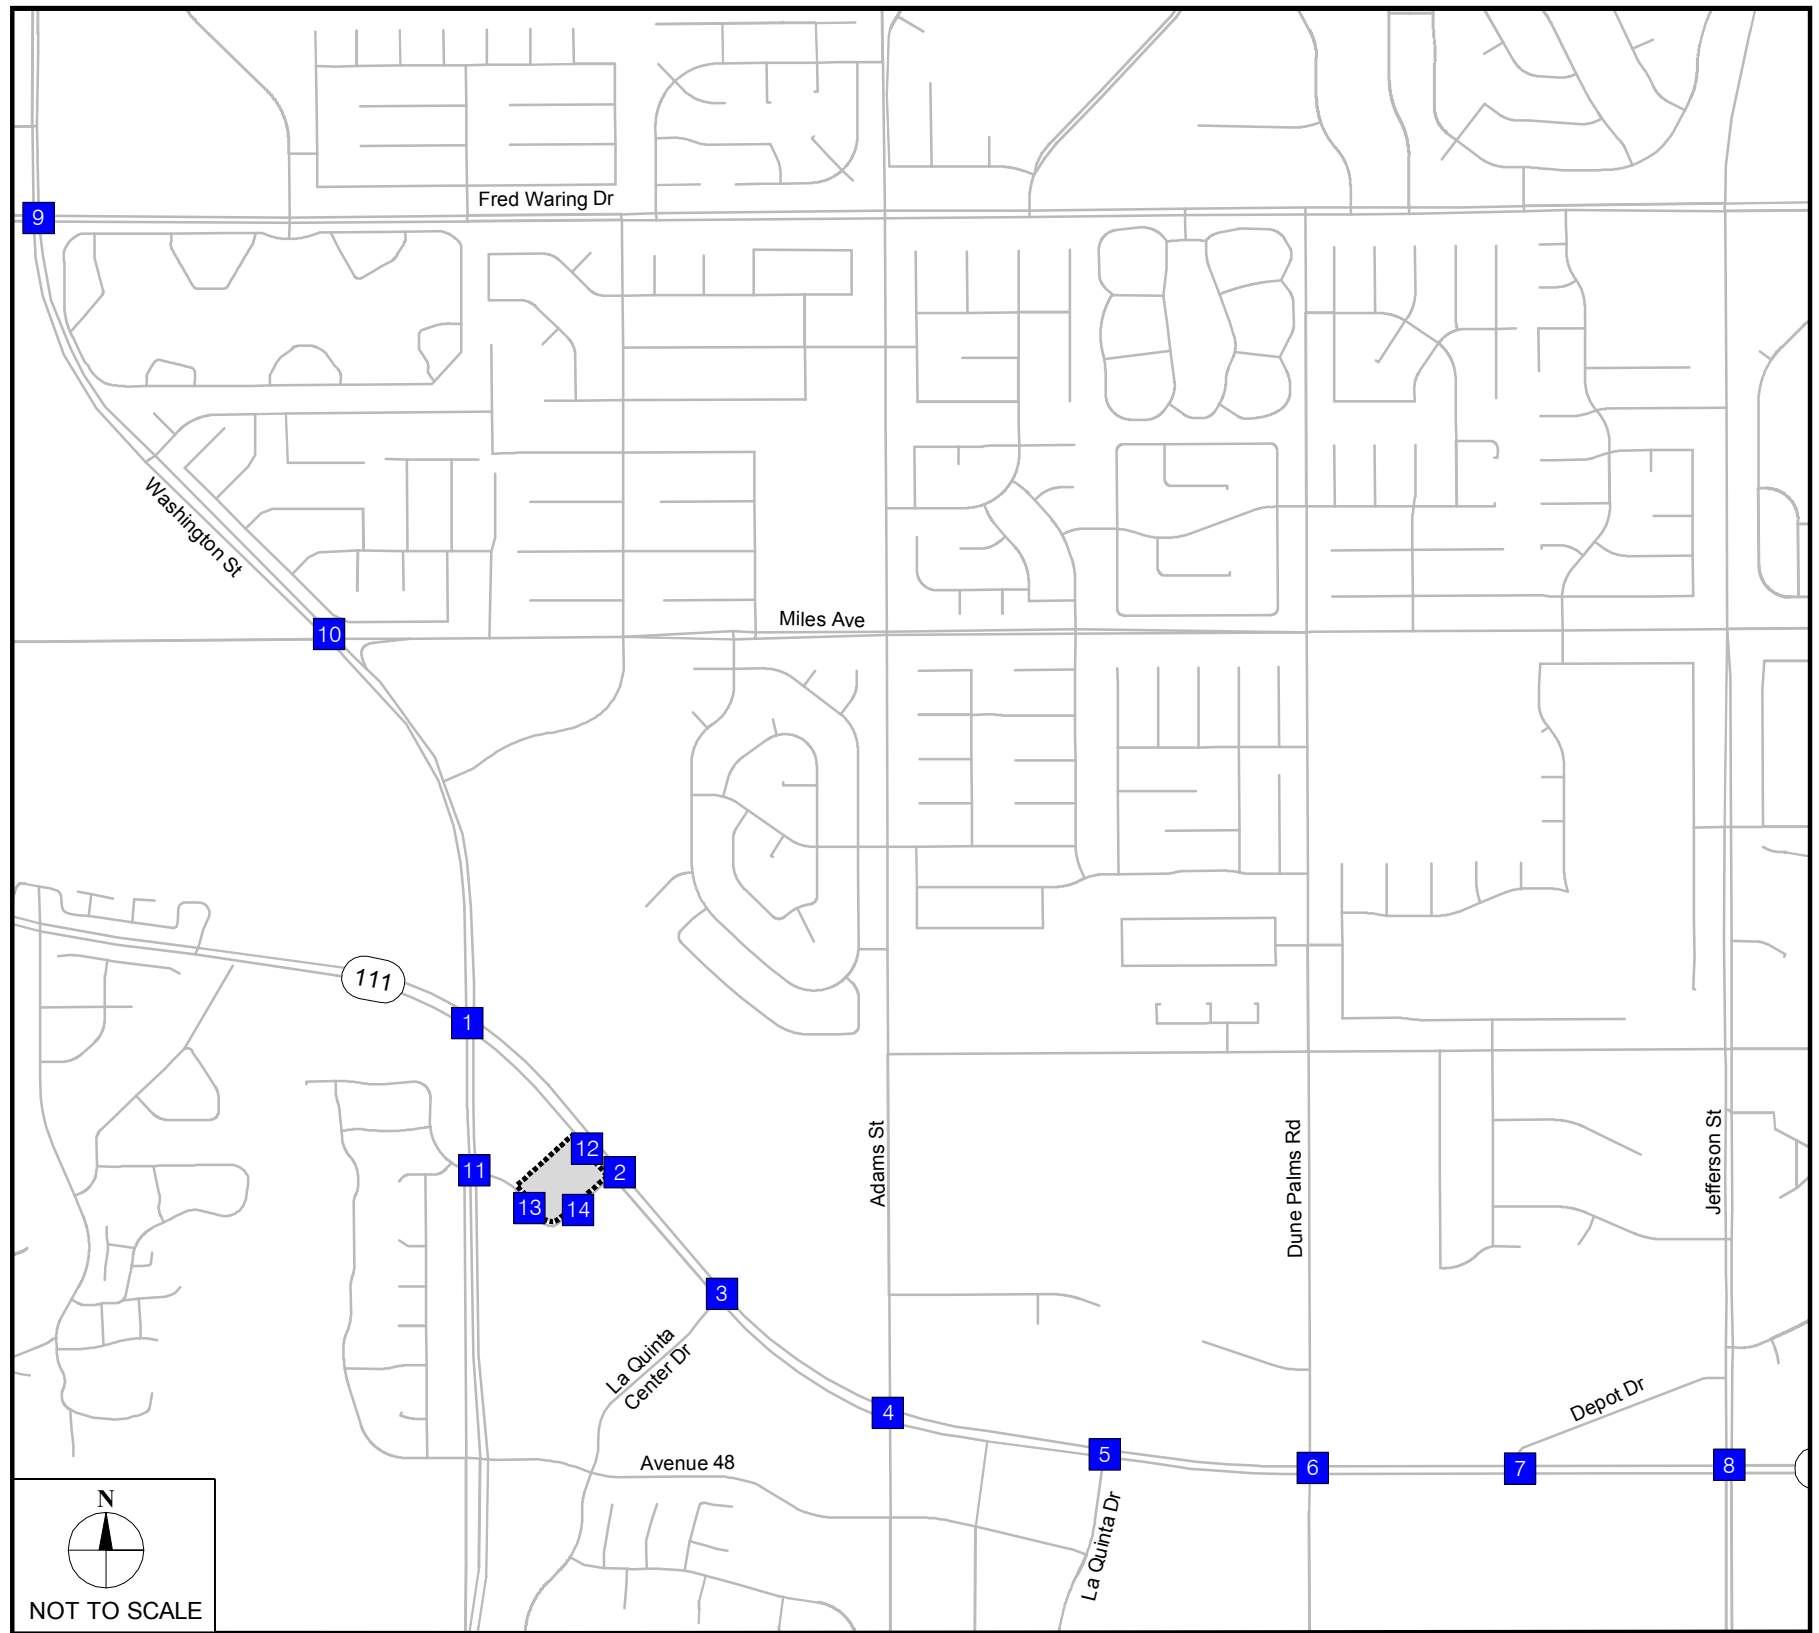 Fred Waring Dr
9
Washington St
10
Miles Ave
111
1
Adams St
Dune Palms Rd
Jefferson St
12
11
2
13
14
3
La Quinta
Center Dr
Depot Dr
4
5
6
7
8
Avenue 48
La Quinta Dr
N
NOT TO SCALE